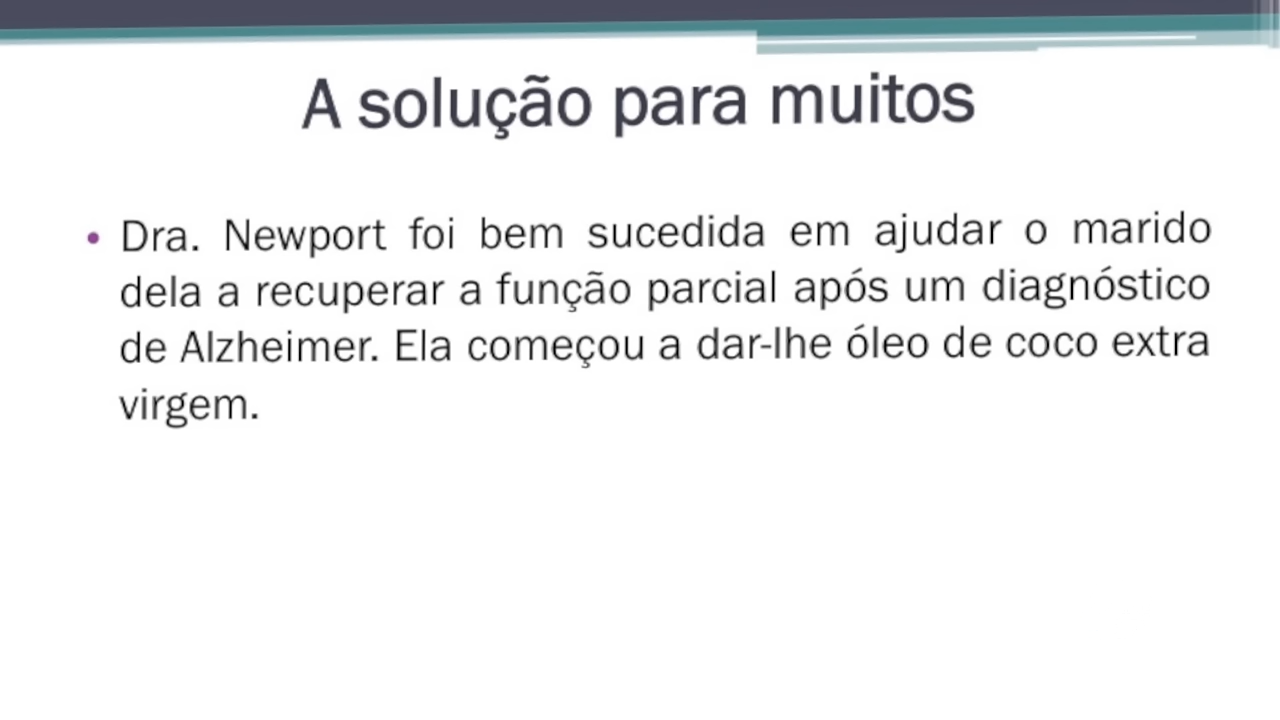 A solução para muitos
• Dra. Newport foi bem sucedida em ajudar o marido
dela a recuperar a função parcial após um diagnóstico
de Alzheimer. Ela começou a dar-lhe óleo de coco extra
virgem.